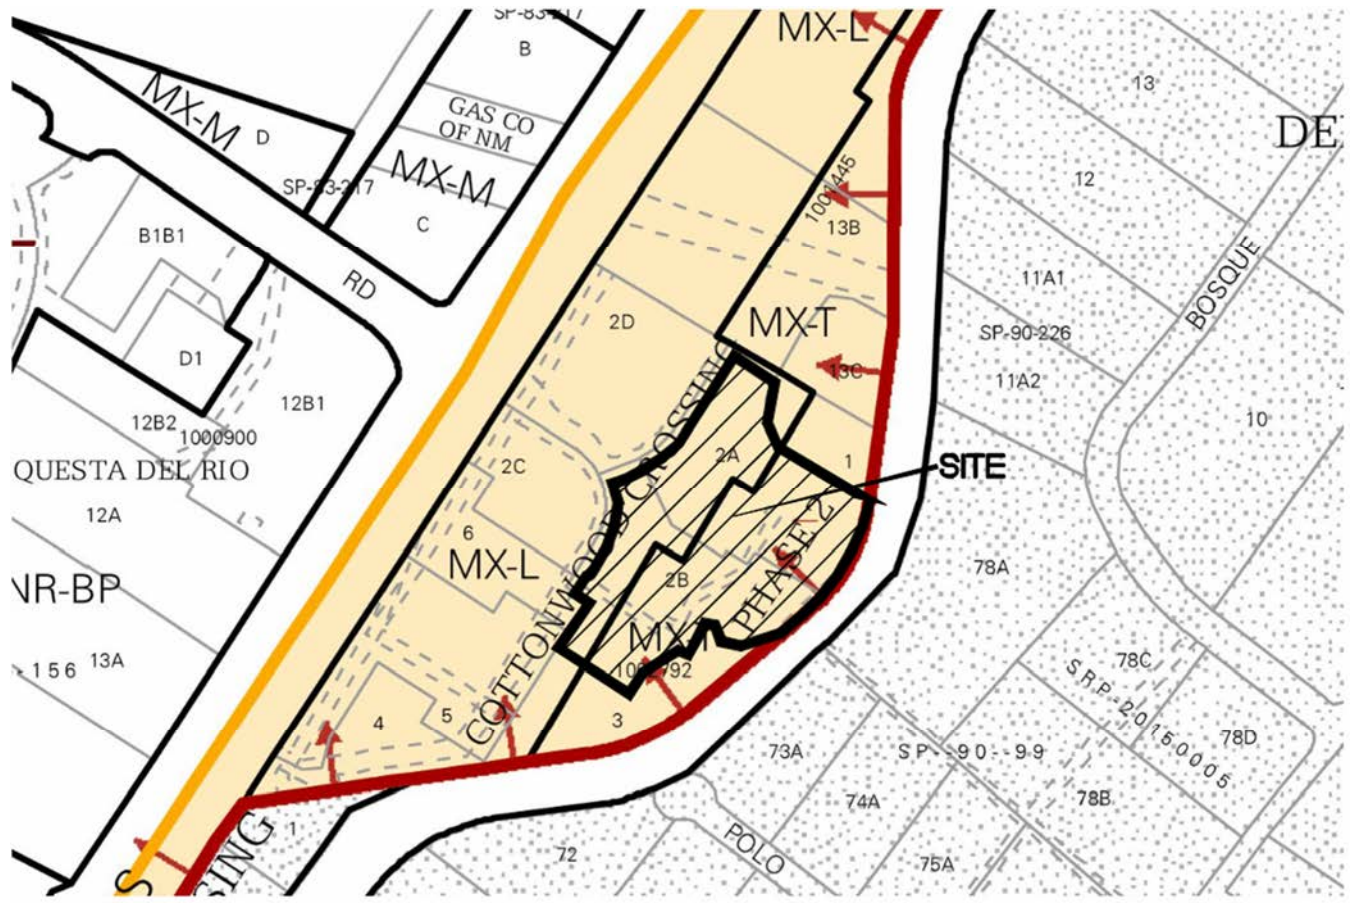 SP-83-217
B
MX-L
13
GAS CO
OF NM
MX-M
D
DE
MX-M
SP-83-217
C
12
1001445
13B
B1B1
RD
11A1
BOSQUE
2D
MX-T
SP-90-226
D1
13C
11A2
12B1
12B2
1000900
10
QUESTA DEL RIO
2C
2A
1
SITE
12A
6
COTTONWOOD CROSSING
PHASE 2
MX-L
78A
NR-BP
2B
13A
156
78C
SRP-20160005
5
4
3
73A
SP-90-99
78D
74A
78B
1
SING
S
72
POLO
75A